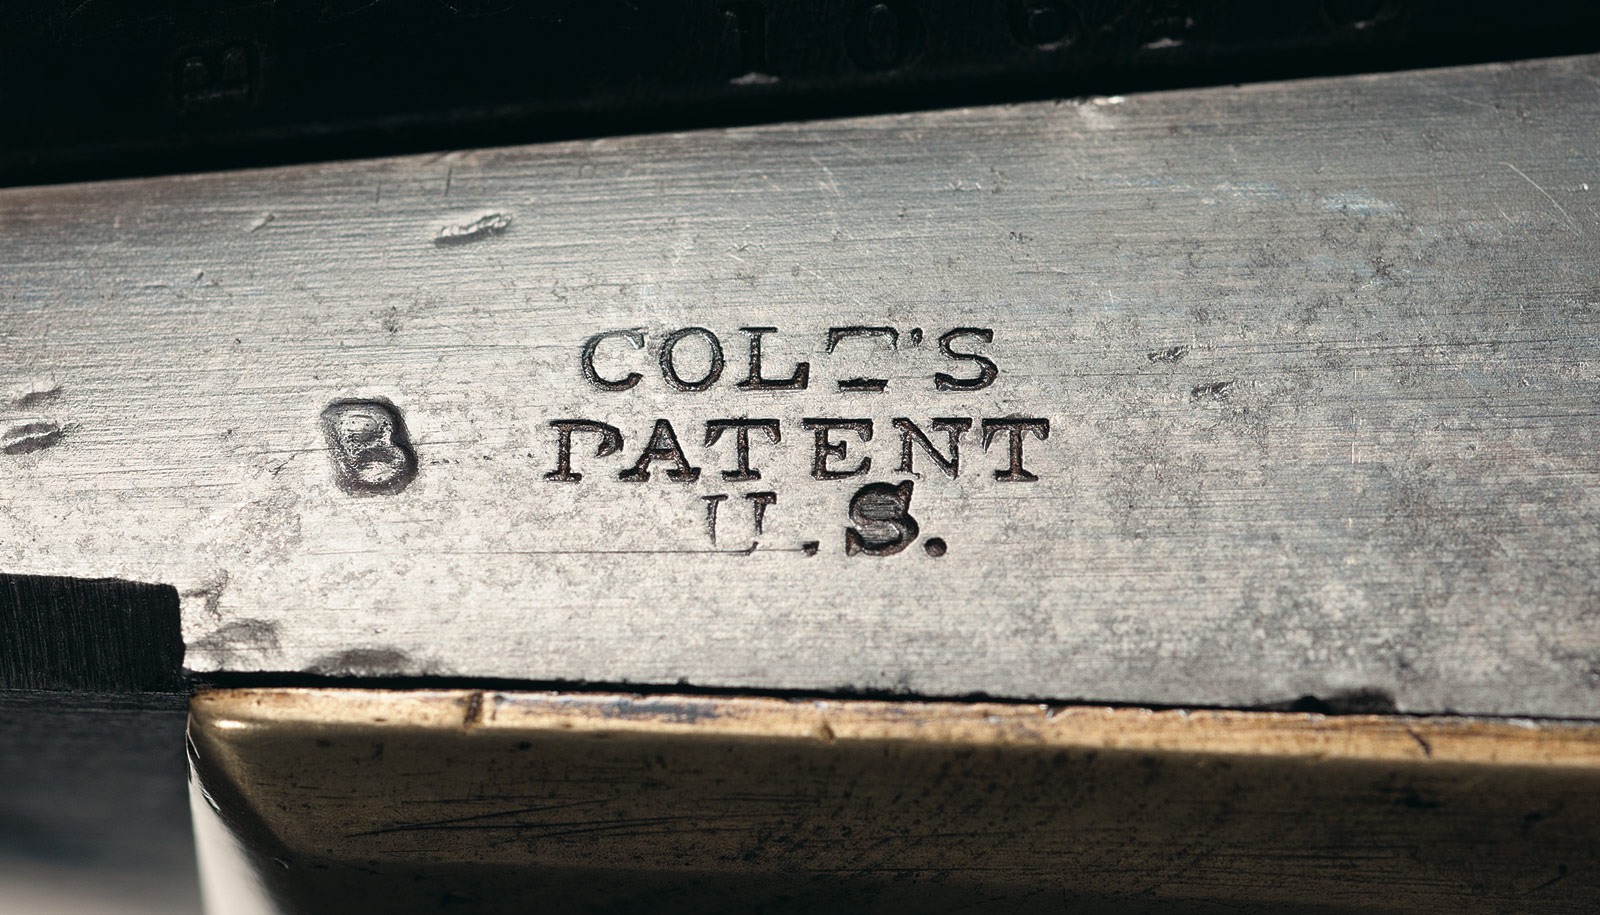 B
COLT'S
PATENT
U.S.